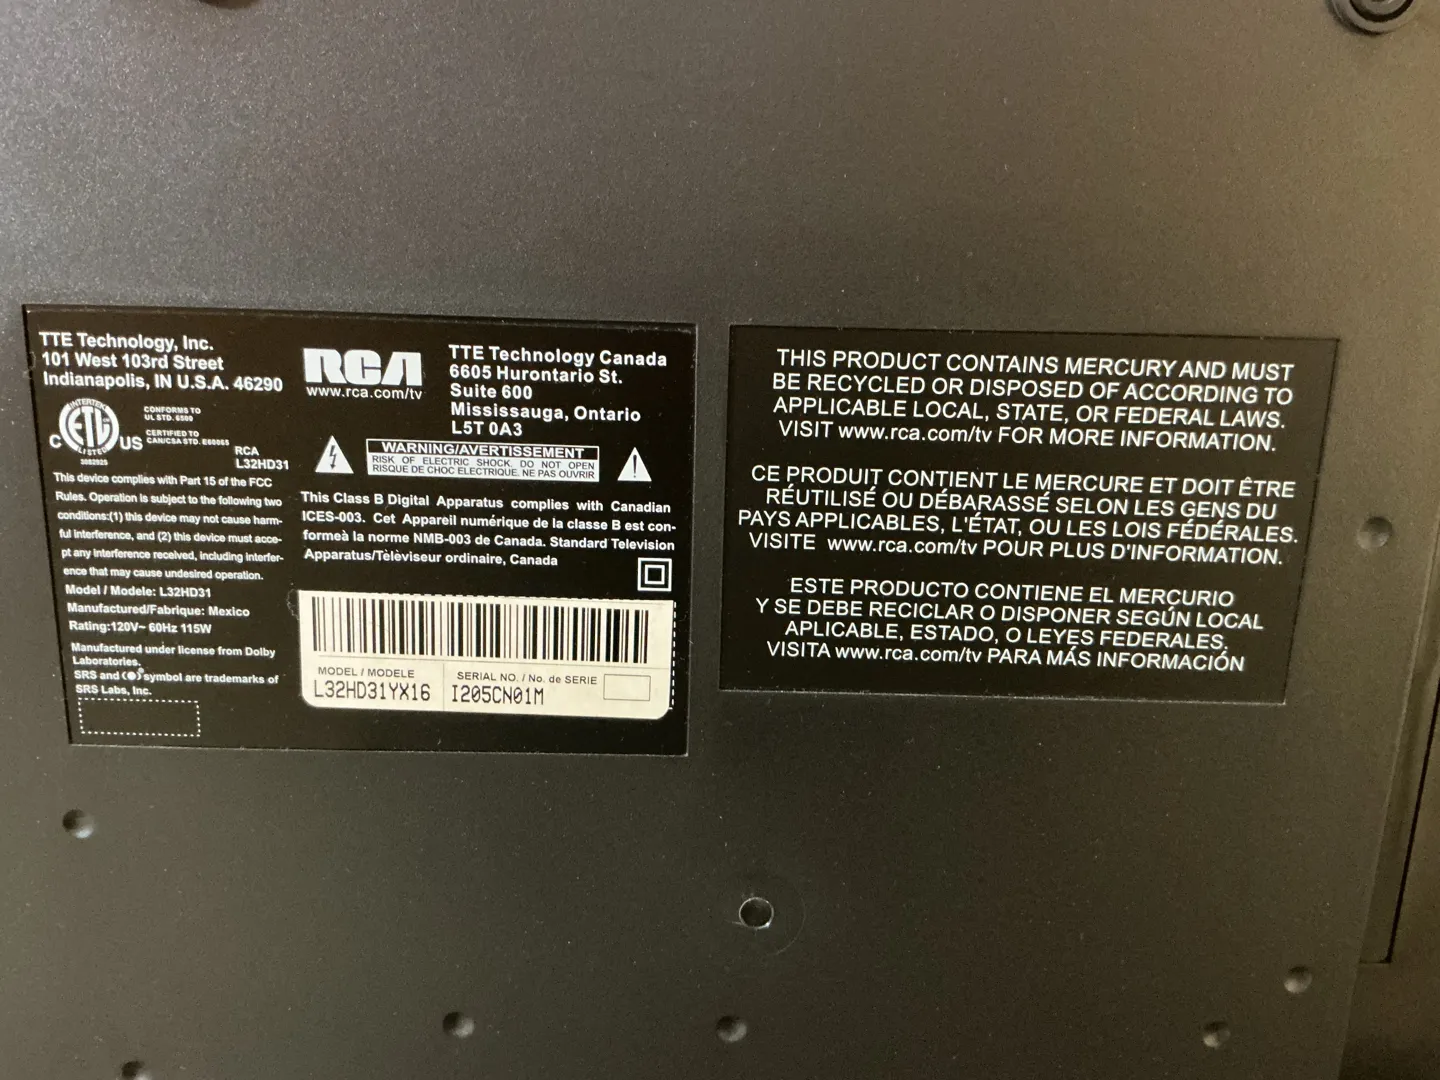 TTE Technology, Inc.
101 West 103rd Street
Indianapolis, IN U.S.A. 46290
INTERTEK
C ETL US
LISTED
3082925
CONFORMS TO
UL STD. 6500
CERTIFIED TO
CAN/CSA STD. E60065
RCA
L32HD31
This device complies with Part 15 of the FCC
Rules. Operation is subject to the following two
conditions:(1) this device may not cause harm-
ful interference, and (2) this device must acce-
pt any interference received, including interfer-
ence that may cause undesired operation.
Model / Modele: L32HD31
Manufactured/Fabrique: Mexico
Rating:120V~ 60Hz 115W
Manufactured under license from Dolby
Laboratories.
SRS and (●) symbol are trademarks of
SRS Labs, Inc.
RCA
www.rca.com/tv
TTE Technology Canada
6605 Hurontario St.
Suite 600
Mississauga, Ontario
L5T 0A3
WARNING/AVERTISSEMENT
RISK OF ELECTRIC SHOCK. DO NOT OPEN
RISQUE DE CHOC ELECTRIQUE. NE PAS OUVRIR
This Class B Digital Apparatus complies with Canadian
ICES-003. Cet Appareil numérique de la classe B est con-
formeà la norme NMB-003 de Canada. Standard Television
Apparatus/Telèviseur ordinaire, Canada
MODEL / MODELE
L32HD31YX16
SERIAL NO. / No. de SERIE
I205CN01M
THIS PRODUCT CONTAINS MERCURY AND MUST
BE RECYCLED OR DISPOSED OF ACCORDING TO
APPLICABLE LOCAL, STATE, OR FEDERAL LAWS.
VISIT www.rca.com/tv FOR MORE INFORMATION.
CE PRODUIT CONTIENT LE MERCURE ET DOIT ÊTRE
RÉUTILISÉ OU DÉBARASSÉ SELON LES GENS DU
PAYS APPLICABLES, L'ÉTAT, OU LES LOIS FÉDÉRALES.
VISITE www.rca.com/tv POUR PLUS D'INFORMATION.
ESTE PRODUCTO CONTIENE EL MERCURIO
Y SE DEBE RECICLAR O DISPONER SEGÚN LOCAL
APLICABLE, ESTADO, O LEYES FEDERALES.
VISITA www.rca.com/tv PARA MÁS INFORMACIÓN